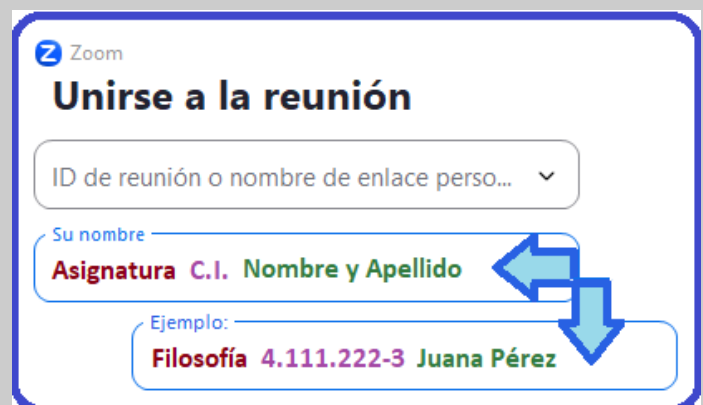 Zoom
Unirse a la reunión
ID de reunión o nombre de enlace perso...
Su nombre
Asignatura C.I. Nombre y Apellido
Ejemplo:
Filosofía 4.111.222-3 Juana Pérez